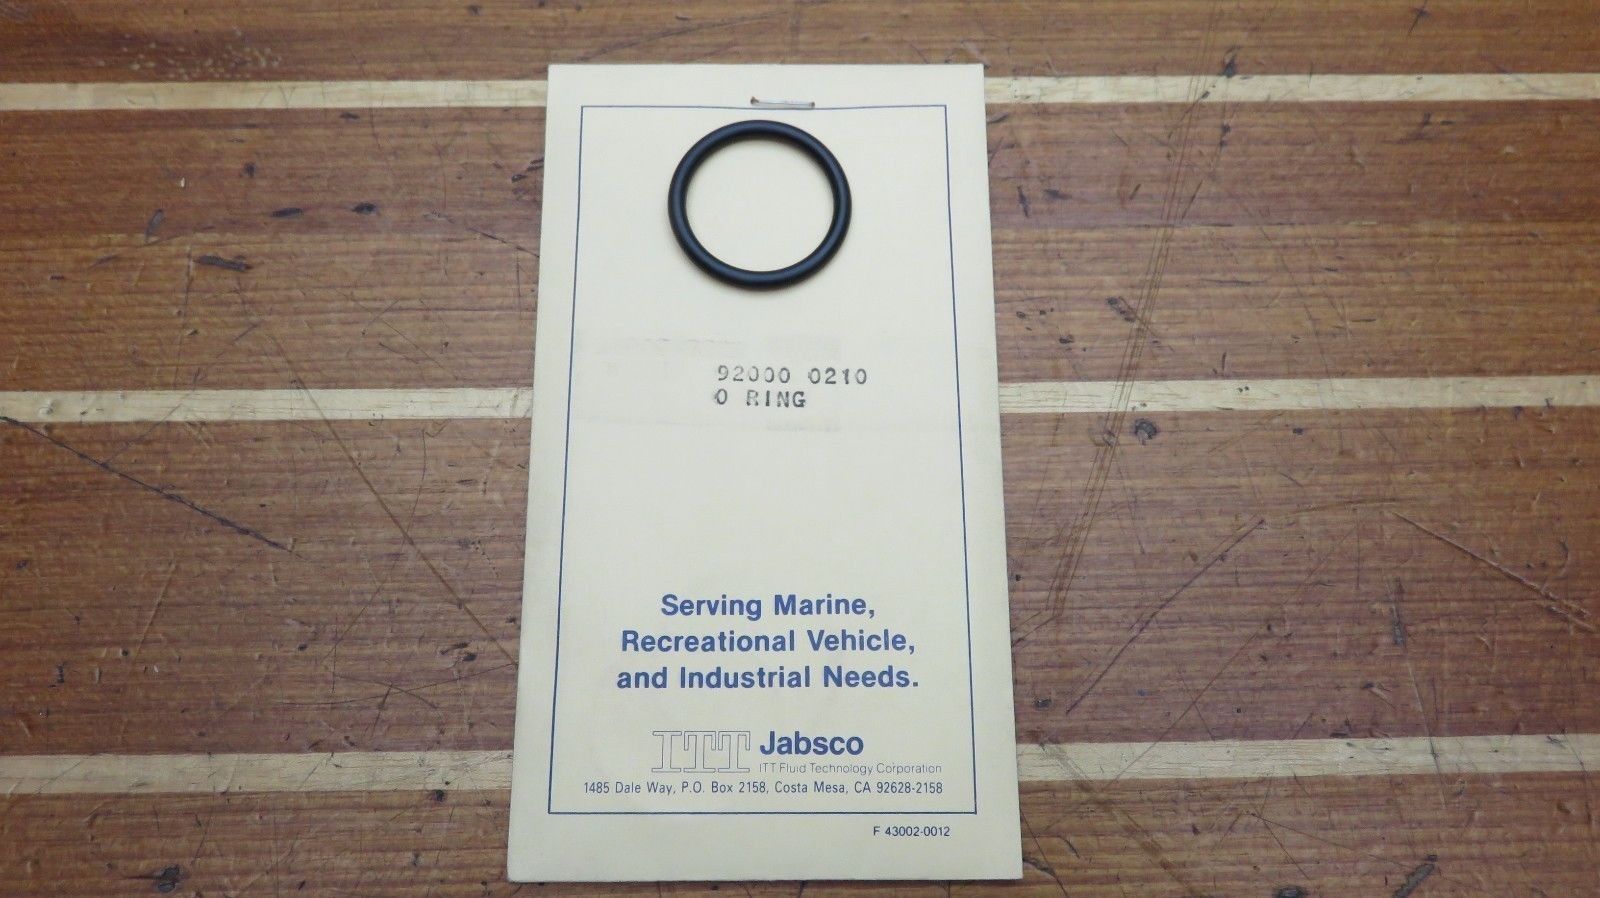 92000 0210
O RING
Serving Marine,
Recreational Vehicle,
and Industrial Needs.
ITT Jabsco
ITT Fluid Technology Corporation
1485 Dale Way, P.O. Box 2158, Costa Mesa, CA 92628-2158
F 43002-0012